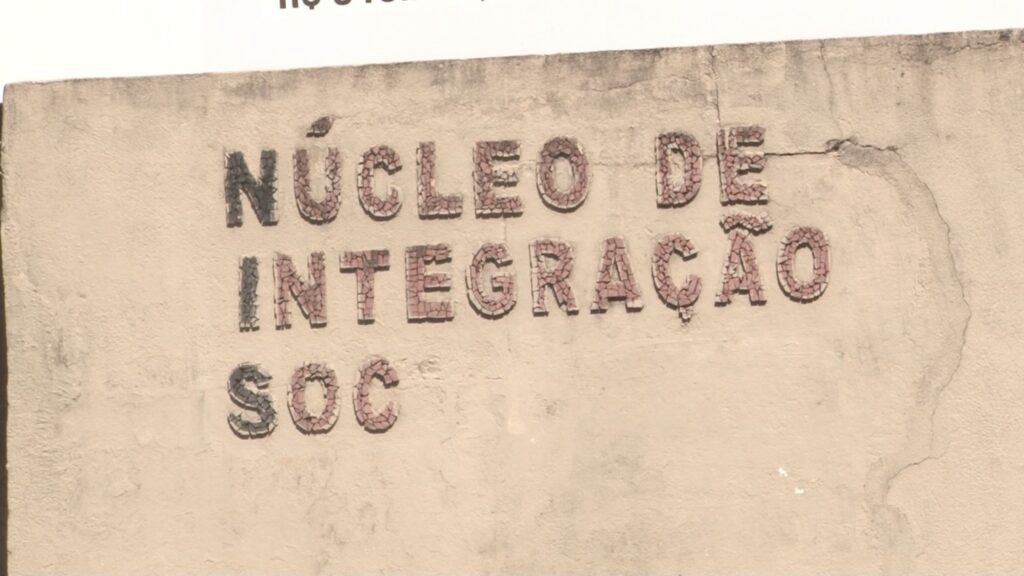 NÚCLEO DE
INTEGRAÇÃO
SOC